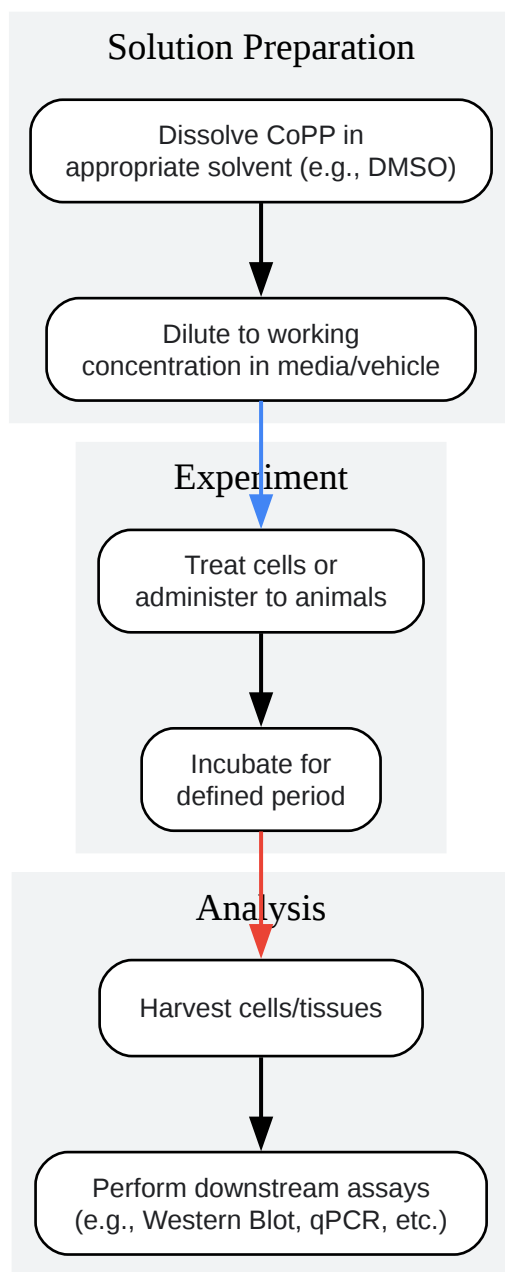 Solution Preparation
Dissolve CoPP in
appropriate solvent (e.g., DMSO)
Dilute to working
concentration in media/vehicle
Experiment
Treat cells or
administer to animals
Incubate for
defined period
Analysis
Harvest cells/tissues
Perform downstream assays
(e.g., Western Blot, qPCR, etc.)